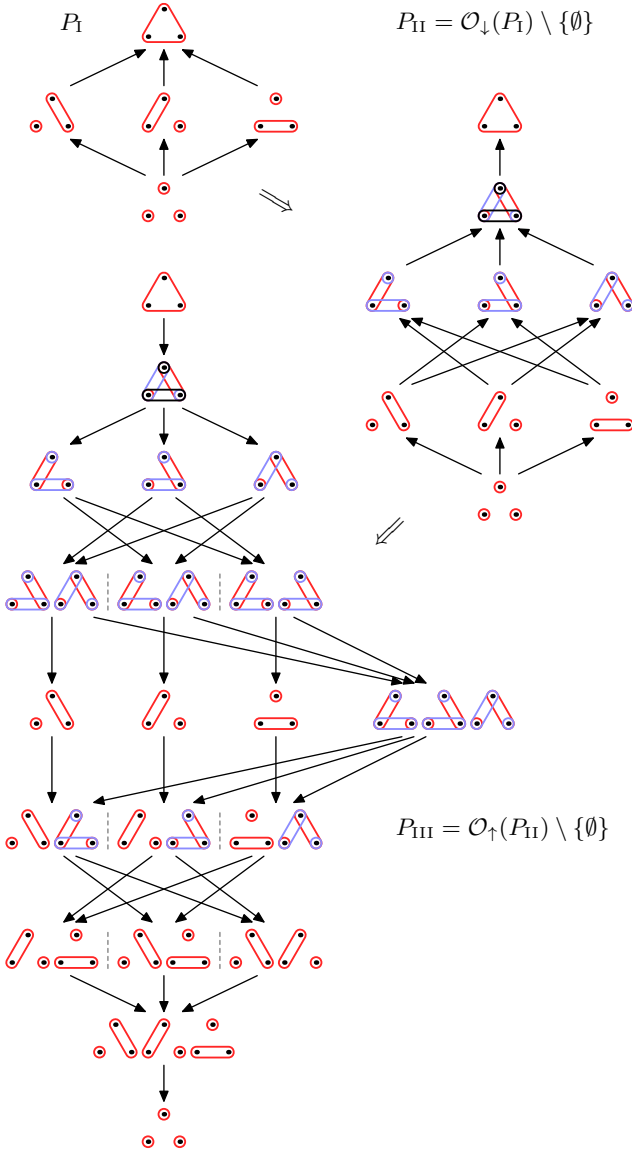 P_I
P_II = O_↓(P_I) \ {∅}
P_III = O_↑(P_II) \ {∅}